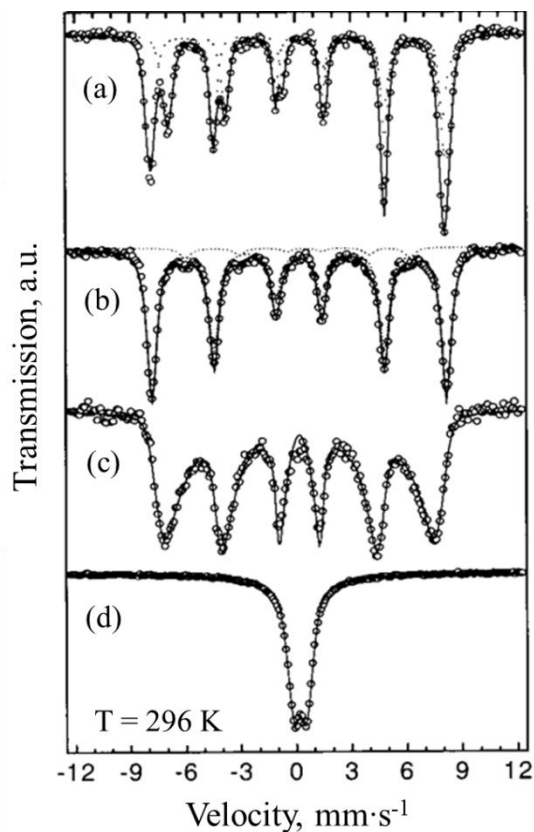 (a)
(b)
(c)
(d)
T = 296 K
-12 -9 -6 -3 0 3 6 9 12
Velocity, mm·s-1
Transmission, a.u.